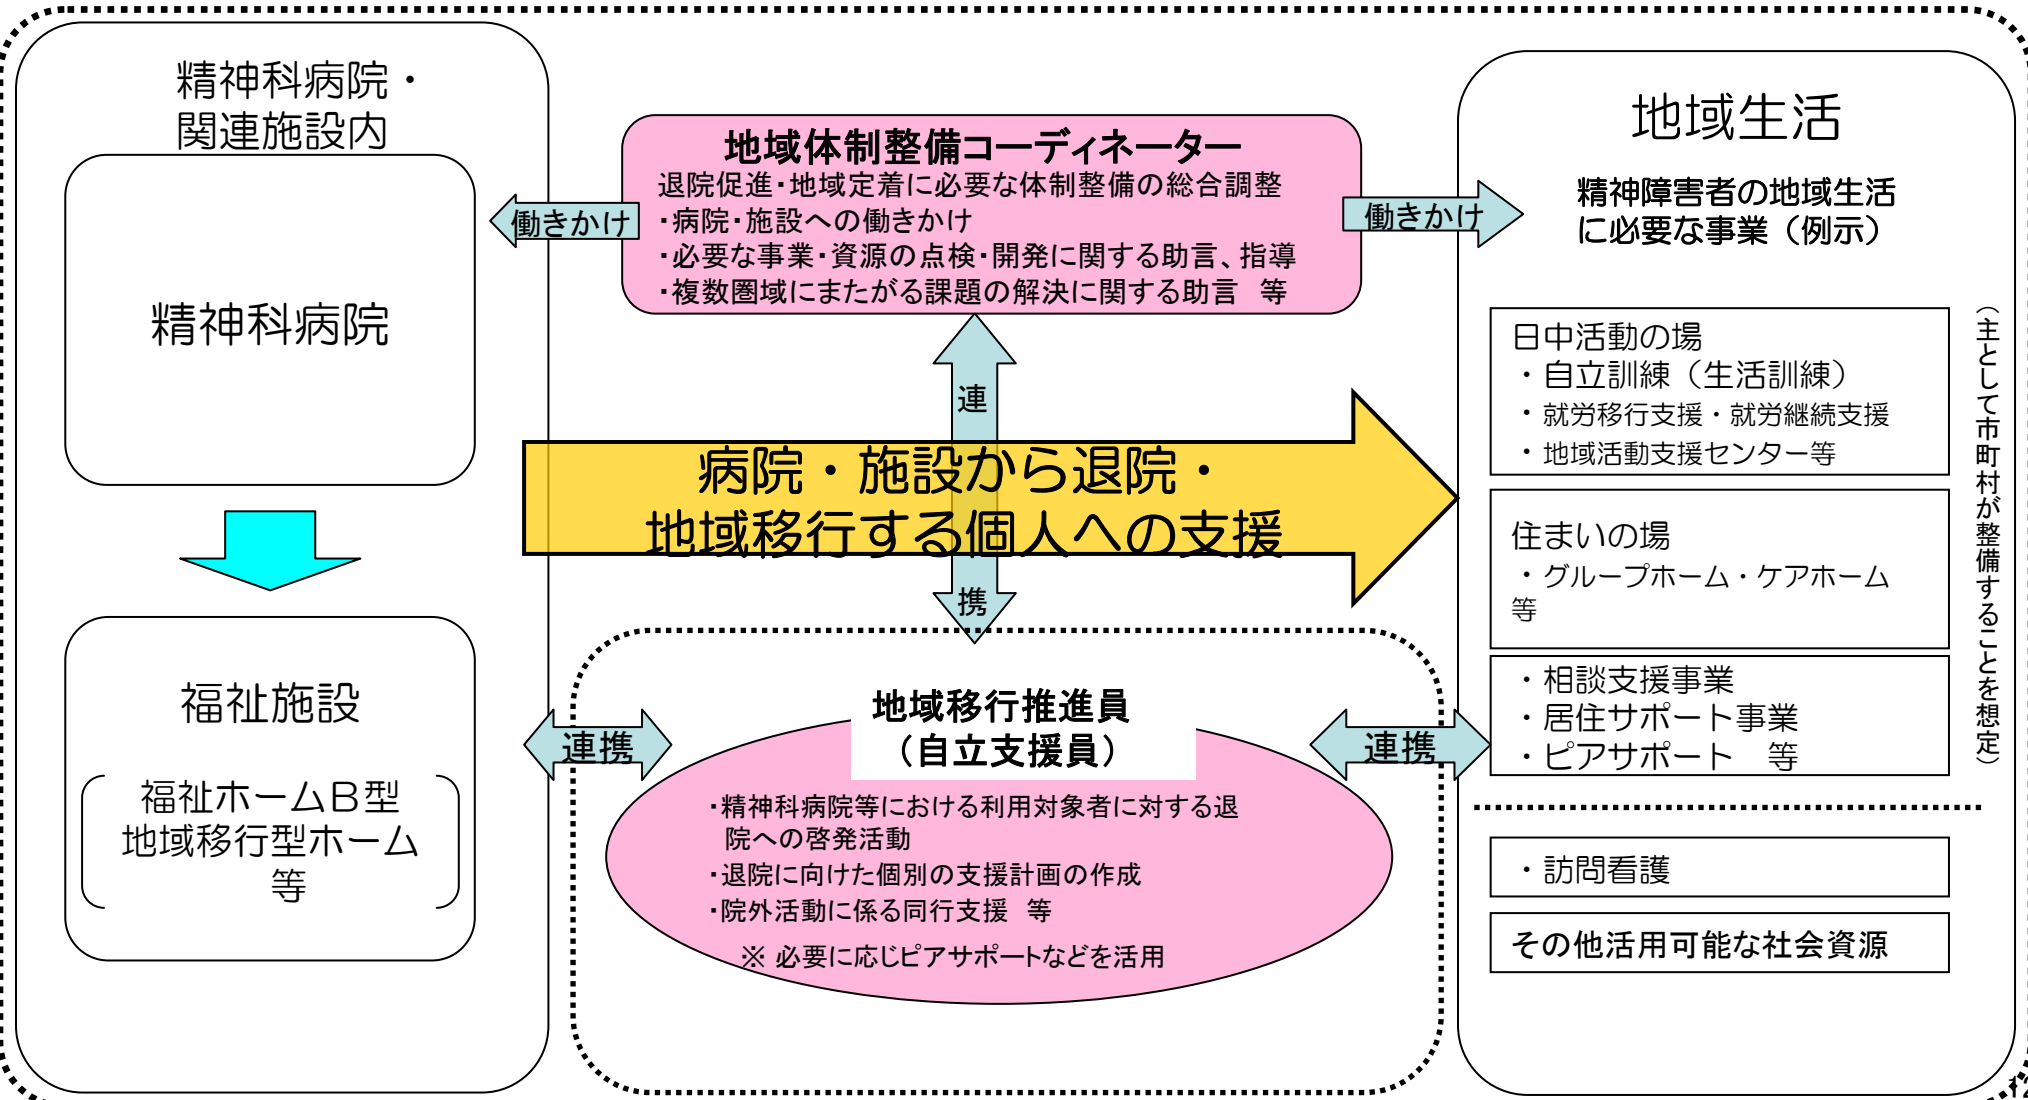 精神科病院・
関連施設内
精神科病院
福祉施設
福祉ホームB型
地域移行型ホーム
等
地域体制整備コーディネーター
退院促進・地域定着に必要な体制整備の総合調整
・病院・施設への働きかけ
・必要な事業・資源の点検・開発に関する助言、指導
・複数圏域にまたがる課題の解決に関する助言　等
働きかけ
働きかけ
連
携
病院・施設から退院・
地域移行する個人への支援
連携
連携
地域移行推進員
（自立支援員）
・精神科病院等における利用対象者に対する退
院への啓発活動
・退院に向けた個別の支援計画の作成
・院外活動に係る同行支援　等
※ 必要に応じピアサポートなどを活用
地域生活
精神障害者の地域生活
に必要な事業（例示）
日中活動の場
・自立訓練（生活訓練）
・就労移行支援・就労継続支援
・地域活動支援センター等
住まいの場
・グループホーム・ケアホーム
等
・相談支援事業
・居住サポート事業
・ピアサポート　等
（主として市町村が整備することを想定）
・訪問看護
その他活用可能な社会資源